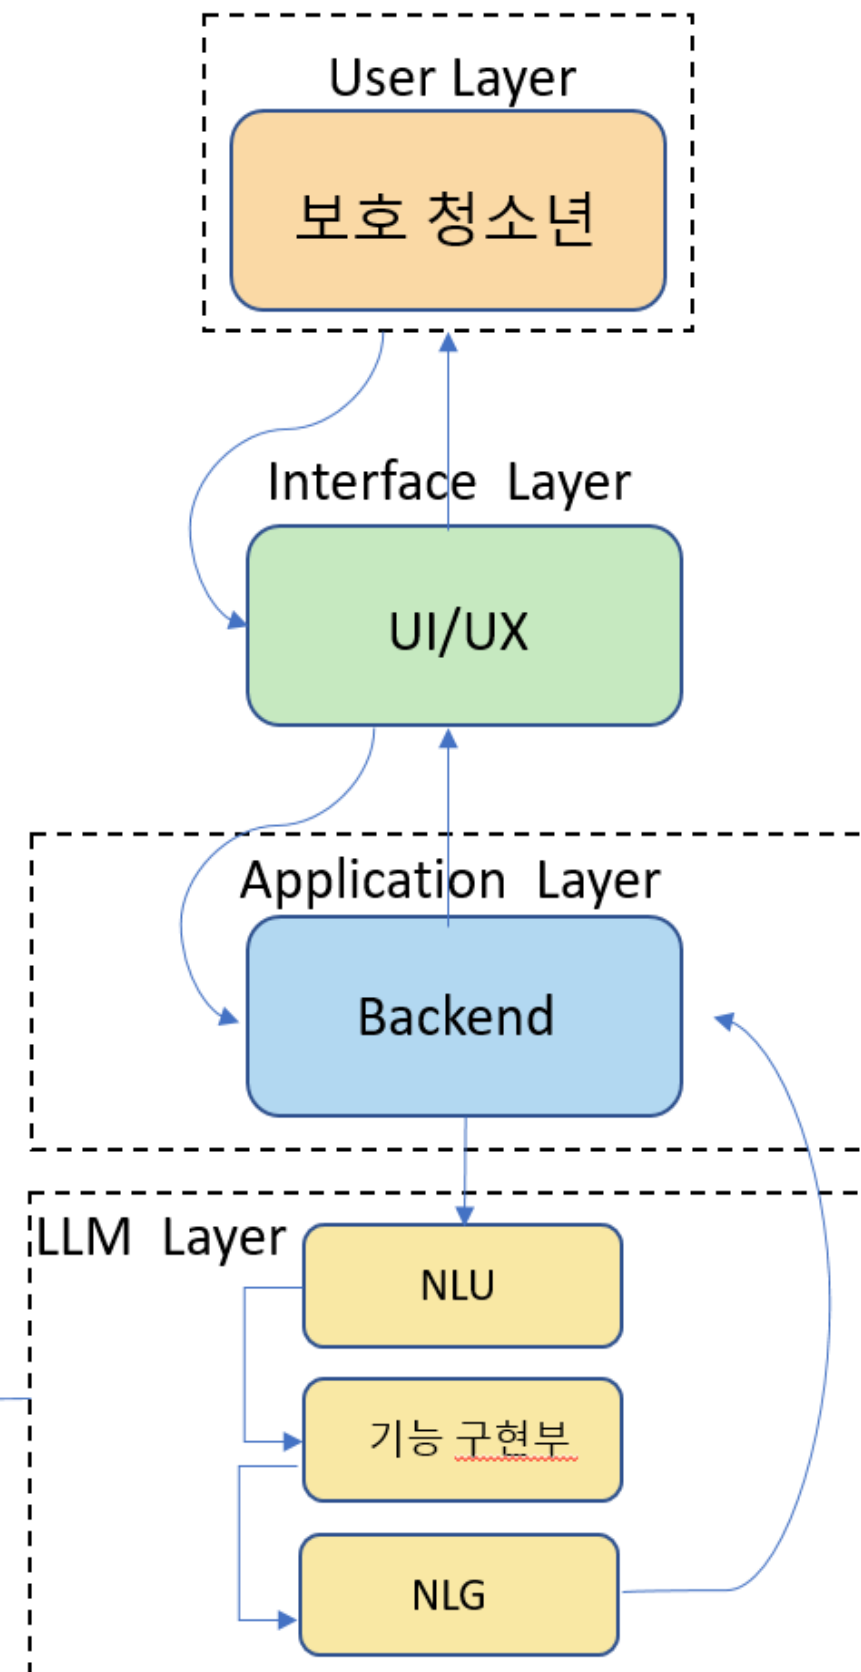 User Layer
보호 청소년
Interface Layer
UI/UX
Application Layer
Backend
LLM Layer
NLU
기능 구현부
NLG